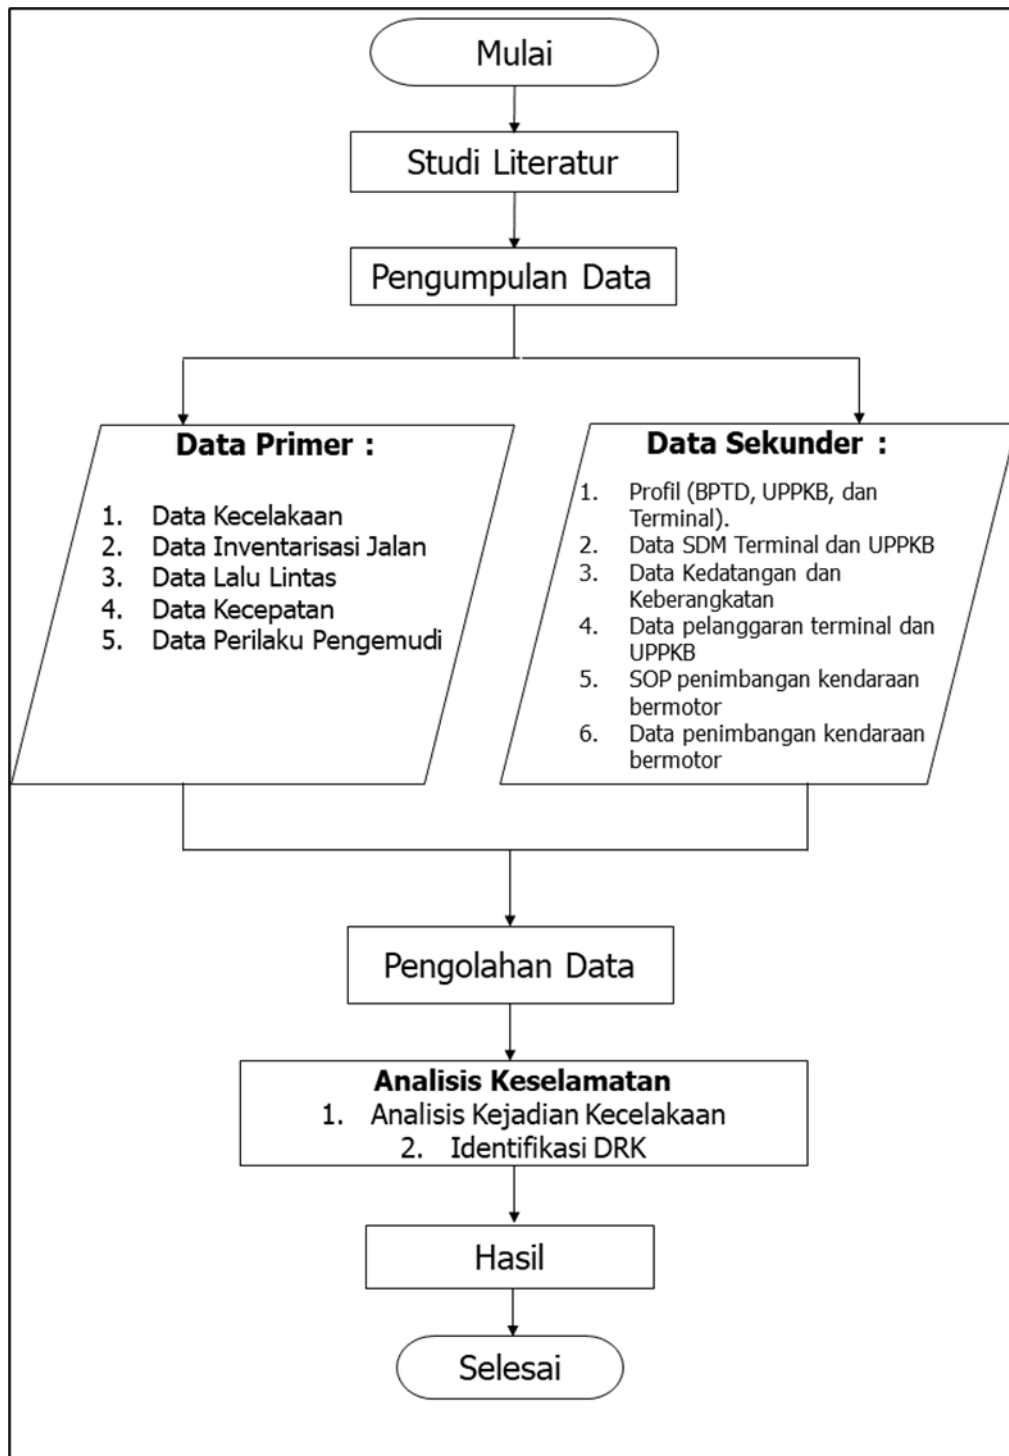 Mulai
Studi Literatur
Pengumpulan Data
Data Primer :
1. Data Kecelakaan
2. Data Inventarisasi Jalan
3. Data Lalu Lintas
4. Data Kecepatan
5. Data Perilaku Pengemudi
Data Sekunder :
1. Profil (BPTD, UPPKB, dan
Terminal).
2. Data SDM Terminal dan UPPKB
3. Data Kedatangan dan
Keberangkatan
4. Data pelanggaran terminal dan
UPPKB
5. SOP penimbangan kendaraan
bermotor
6. Data penimbangan kendaraan
bermotor
Pengolahan Data
Analisis Keselamatan
1. Analisis Kejadian Kecelakaan
2. Identifikasi DRK
Hasil
Selesai